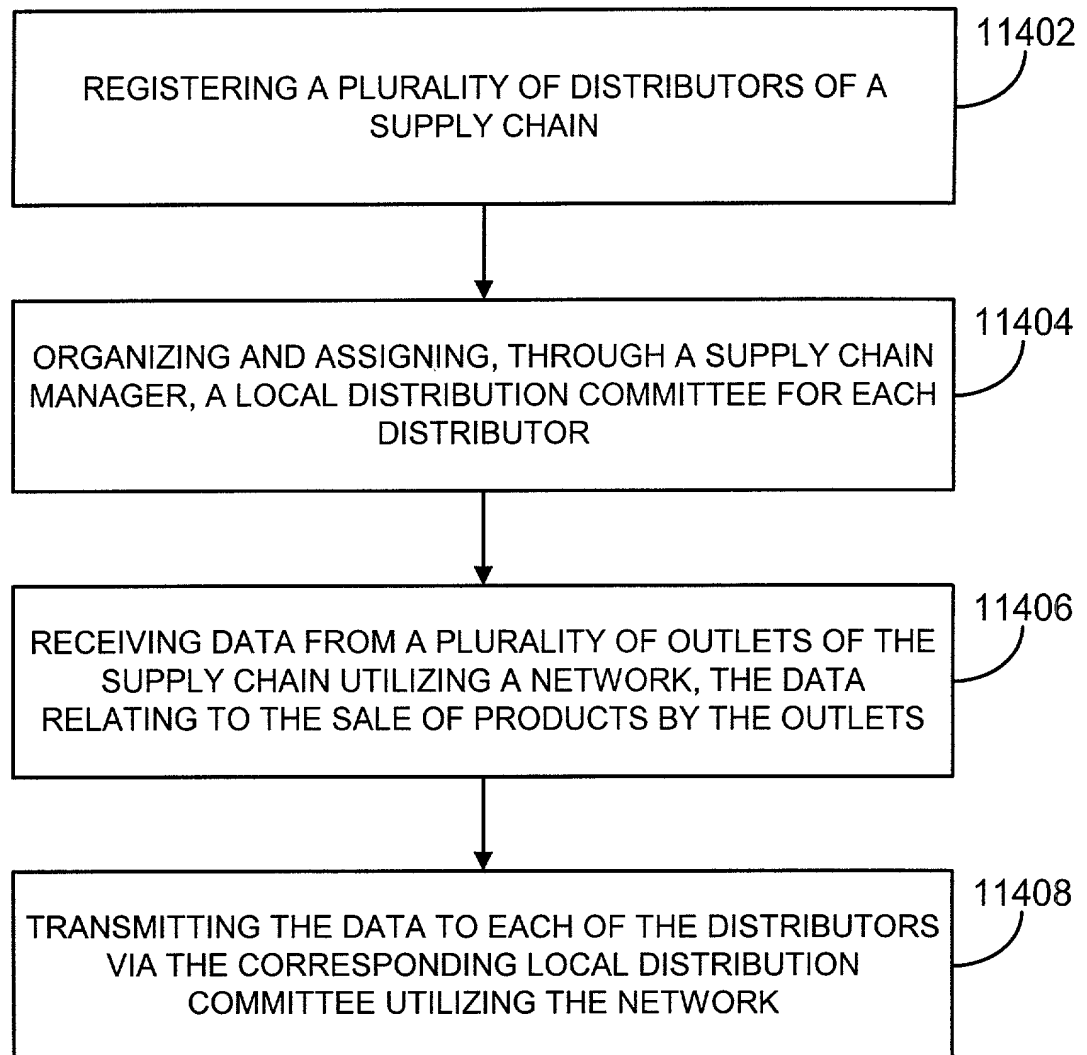 11402
REGISTERING A PLURALITY OF DISTRIBUTORS OF A
SUPPLY CHAIN
11404
ORGANIZING AND ASSIGNING, THROUGH A SUPPLY CHAIN
MANAGER, A LOCAL DISTRIBUTION COMMITTEE FOR EACH
DISTRIBUTOR
11406
RECEIVING DATA FROM A PLURALITY OF OUTLETS OF THE
SUPPLY CHAIN UTILIZING A NETWORK, THE DATA
RELATING TO THE SALE OF PRODUCTS BY THE OUTLETS
11408
TRANSMITTING THE DATA TO EACH OF THE DISTRIBUTORS
VIA THE CORRESPONDING LOCAL DISTRIBUTION
COMMITTEE UTILIZING THE NETWORK